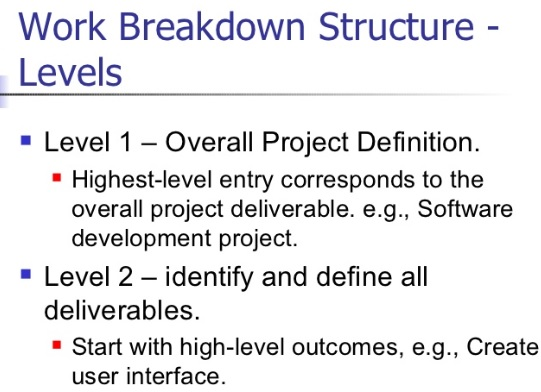 Work Breakdown Structure -
Levels
Level 1 – Overall Project Definition.
Highest-level entry corresponds to the
overall project deliverable. e.g., Software
development project.
Level 2 – identify and define all
deliverables.
Start with high-level outcomes, e.g., Create
user interface.